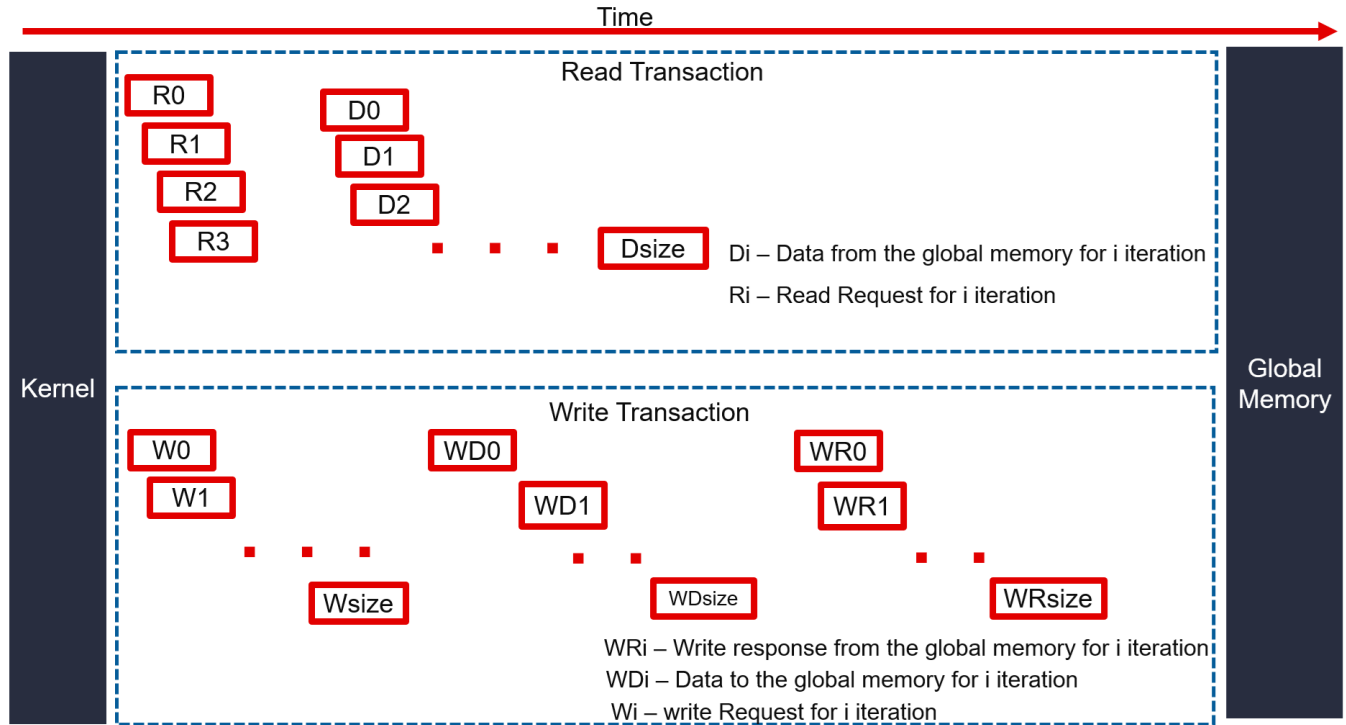 Time
Kernel
Read Transaction
R0
D0
R1
D1
R2
D2
R3
Dsize
Di – Data from the global memory for i iteration
Ri – Read Request for i iteration
Write Transaction
W0
WD0
WR0
W1
WD1
WR1
Wsize
WDsize
WRsize
WRi – Write response from the global memory for i iteration
WDi – Data to the global memory for i iteration
Wi – write Request for i iteration
Global
Memory